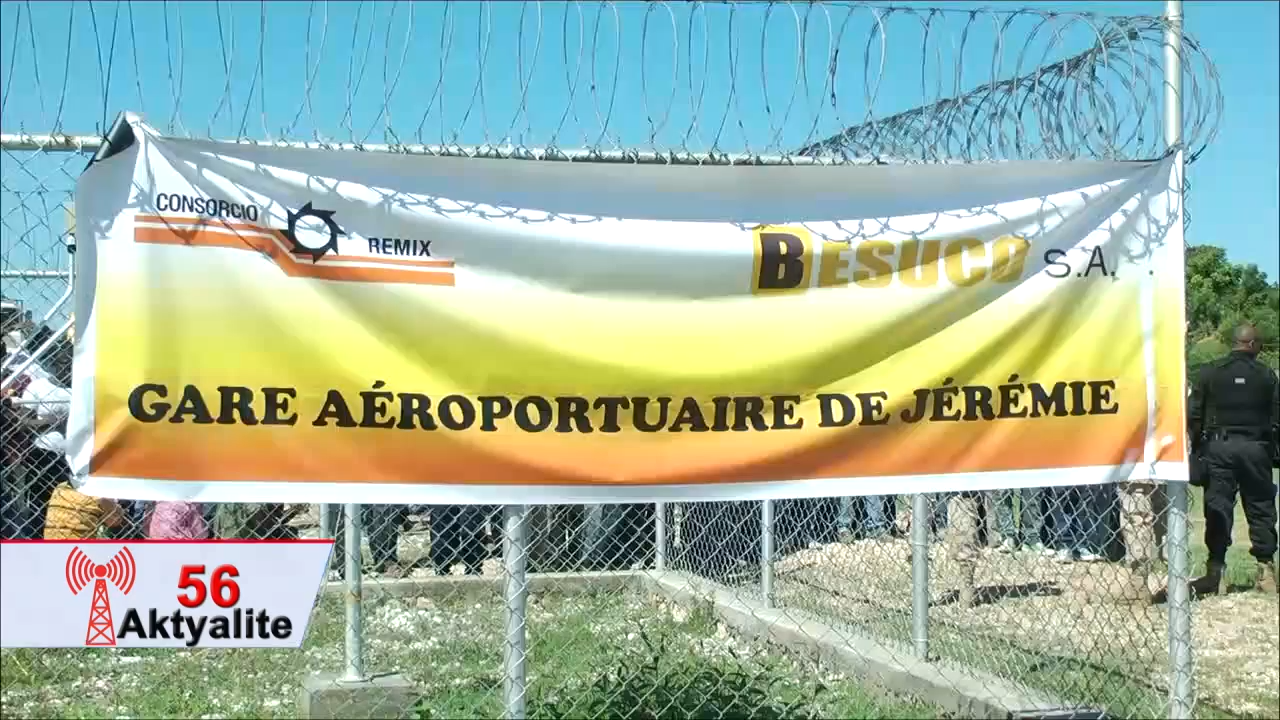 CONSORCIO
REMIX
BESUCO S.A.
GARE AÉROPORTUAIRE DE JÉRÉMIE
56
Aktyalite